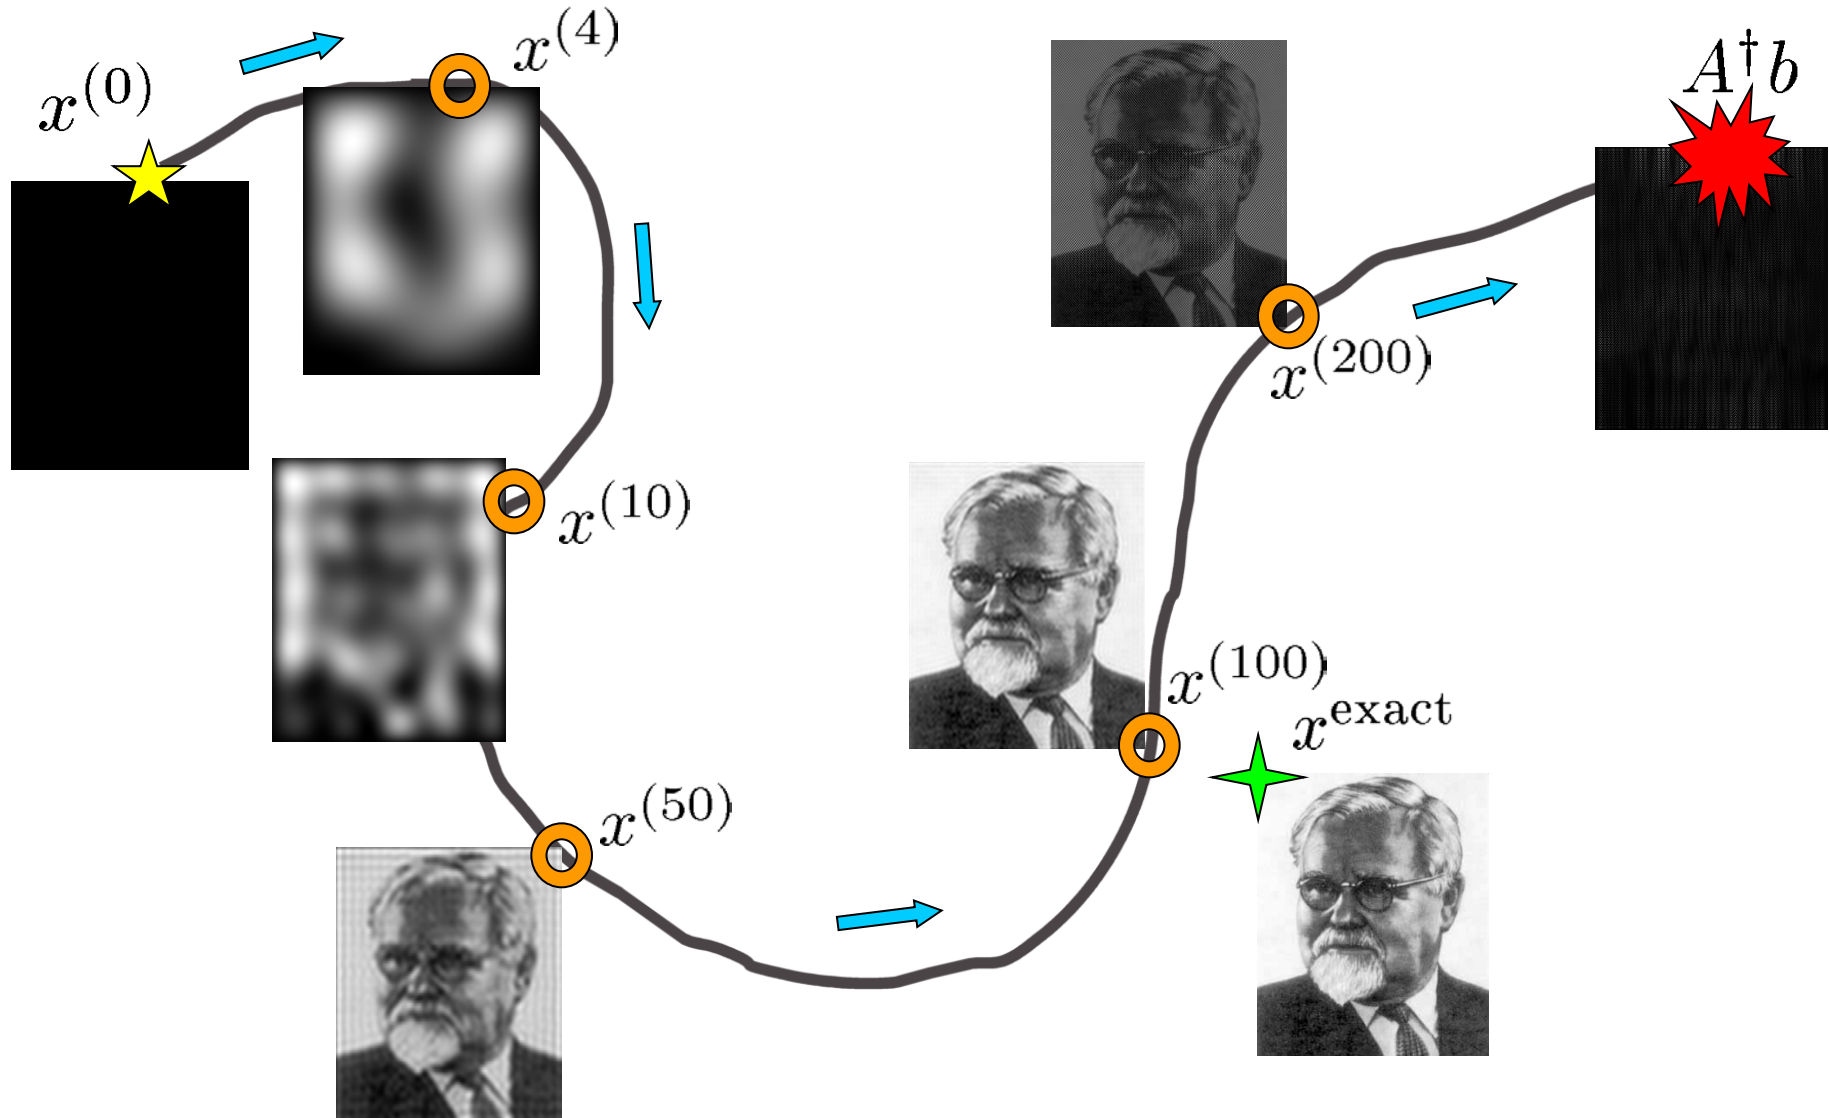 x^{(0)}
x^{(4)}
x^{(10)}
x^{(50)}
x^{(100)}
x^{exact}
x^{(200)}
A^{†}b